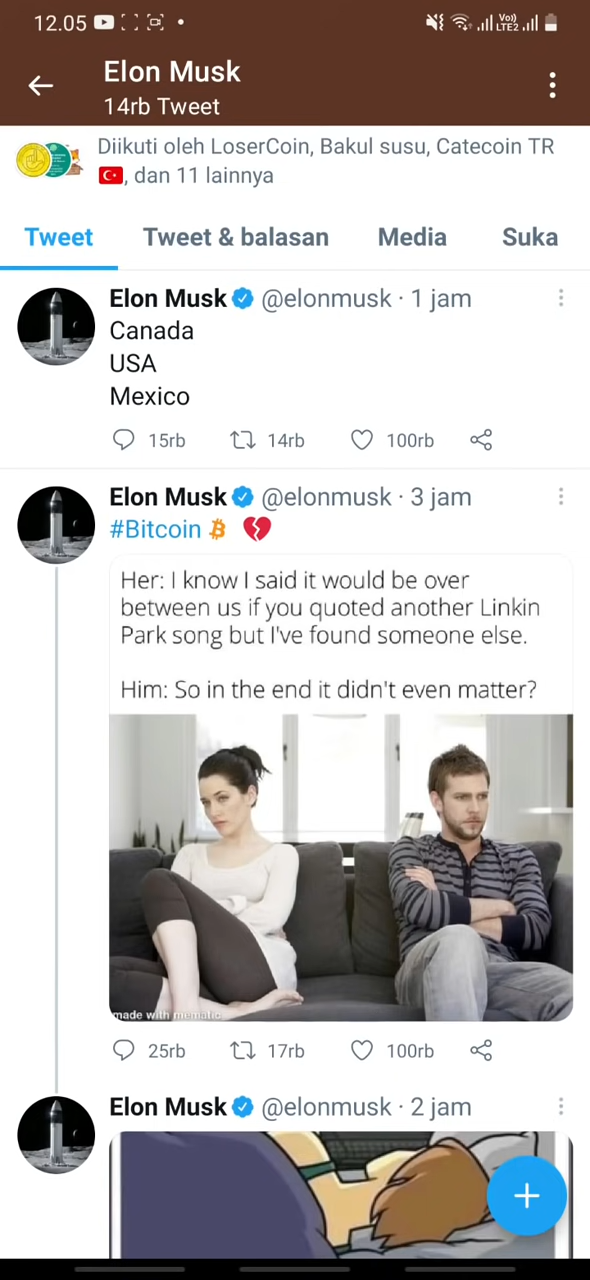 12.05
Vo))
LTE2
Elon Musk
14rb Tweet
Diikuti oleh LoserCoin, Bakul susu, Catecoin TR
🇹🇷, dan 11 lainnya
Tweet Tweet & balasan Media Suka
Elon Musk @elonmusk · 1 jam
Canada
USA
Mexico
15rb 14rb 100rb
Elon Musk @elonmusk · 3 jam
#Bitcoin 💔
Her: I know I said it would be over
between us if you quoted another Linkin
Park song but I've found someone else.
Him: So in the end it didn't even matter?
made with mematic
25rb 17rb 100rb
Elon Musk @elonmusk · 2 jam